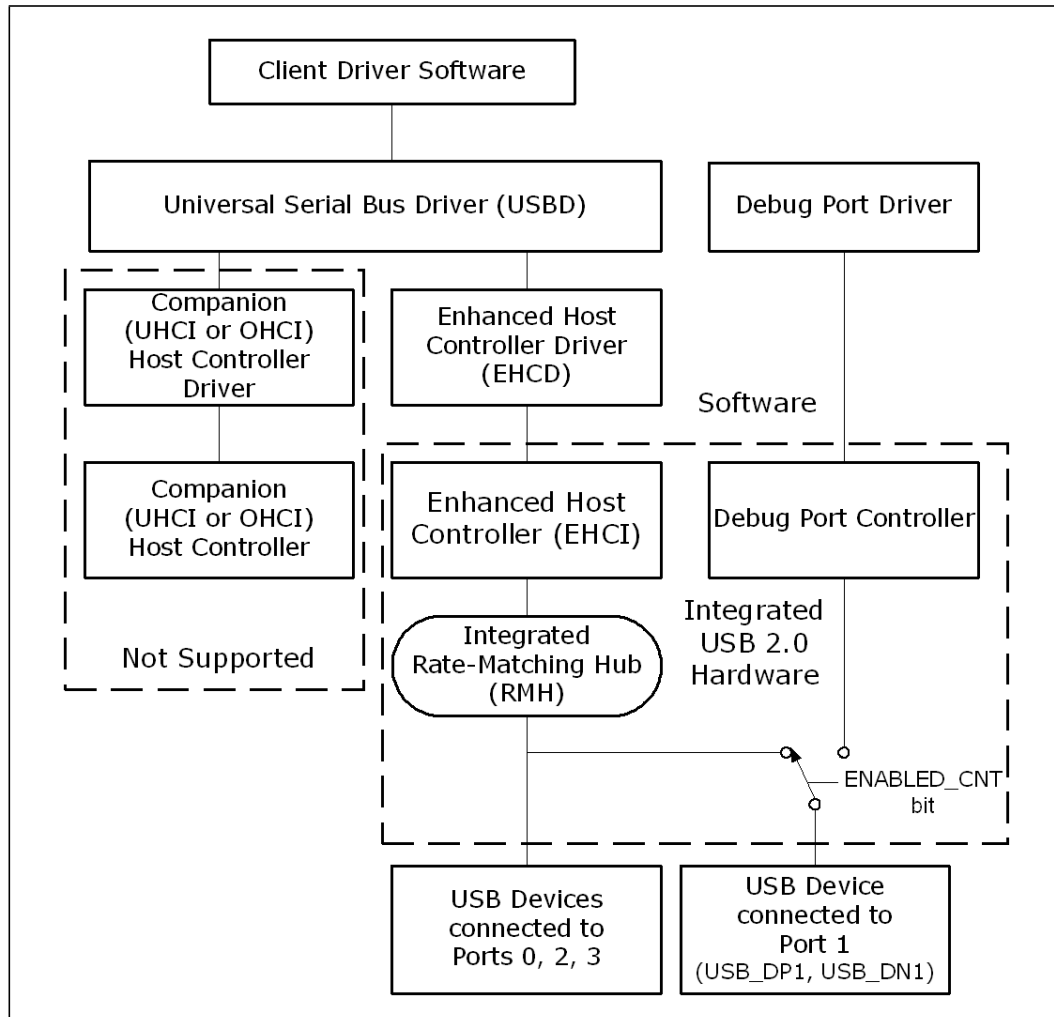 Client Driver Software
Universal Serial Bus Driver (USBD)
Debug Port Driver
Companion
(UHCI or OHCI)
Host Controller
Driver
Enhanced Host
Controller Driver
(EHCD)
Software
Companion
(UHCI or OHCI)
Host Controller
Enhanced Host
Controller (EHCI)
Debug Port Controller
Not Supported
Integrated
Rate-Matching Hub
(RMH)
Integrated
USB 2.0
Hardware
ENABLED_CNT
bit
USB Devices
connected to
Ports 0, 2, 3
USB Device
connected to
Port 1
(USB_DP1, USB_DN1)